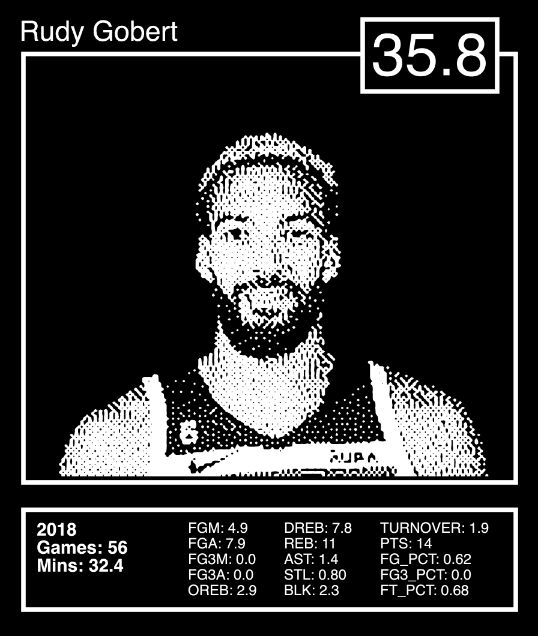 Rudy Gobert
35.8
2018
Games: 56
Mins: 32.4
FGM: 4.9
FGA: 7.9
FG3M: 0.0
FG3A: 0.0
OREB: 2.9
DREB: 7.8
REB: 11
AST: 1.4
STL: 0.80
BLK: 2.3
TURNOVER: 1.9
PTS: 14
FG_PCT: 0.62
FG3_PCT: 0.0
FT_PCT: 0.68